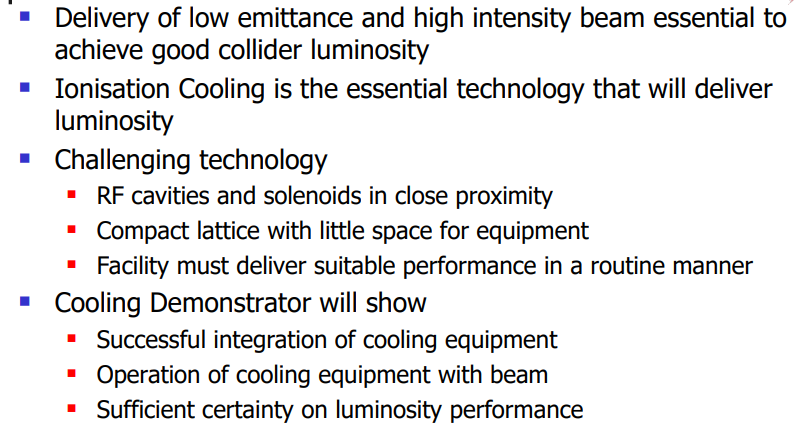 Delivery of low emittance and high intensity beam essential to
achieve good collider luminosity
Ionisation Cooling is the essential technology that will deliver
luminosity
Challenging technology
RF cavities and solenoids in close proximity
Compact lattice with little space for equipment
Facility must deliver suitable performance in a routine manner
Cooling Demonstrator will show
Successful integration of cooling equipment
Operation of cooling equipment with beam
Sufficient certainty on luminosity performance